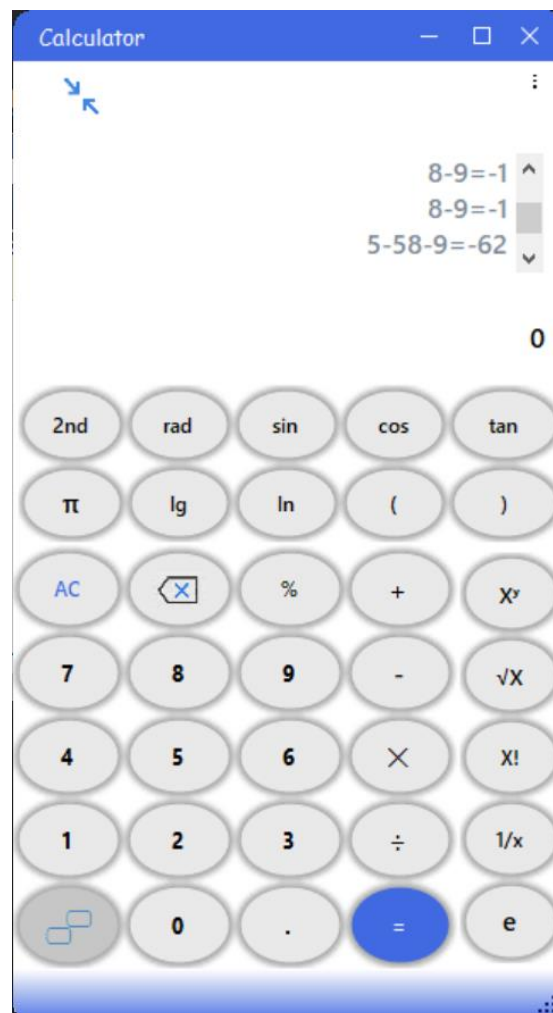 Calculator
8-9=-1
8-9=-1
5-58-9=-62
0
2nd rad sin cos tan
π lg ln ( )
AC % + Xʸ
7 8 9 - √X
4 5 6 × X!
1 2 3 ÷ 1/x
0 . = e